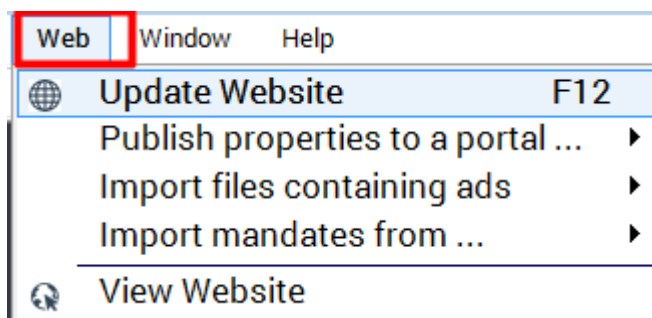 Web Window Help
Update Website F12
Publish properties to a portal ...
Import files containing ads
Import mandates from ...
View Website